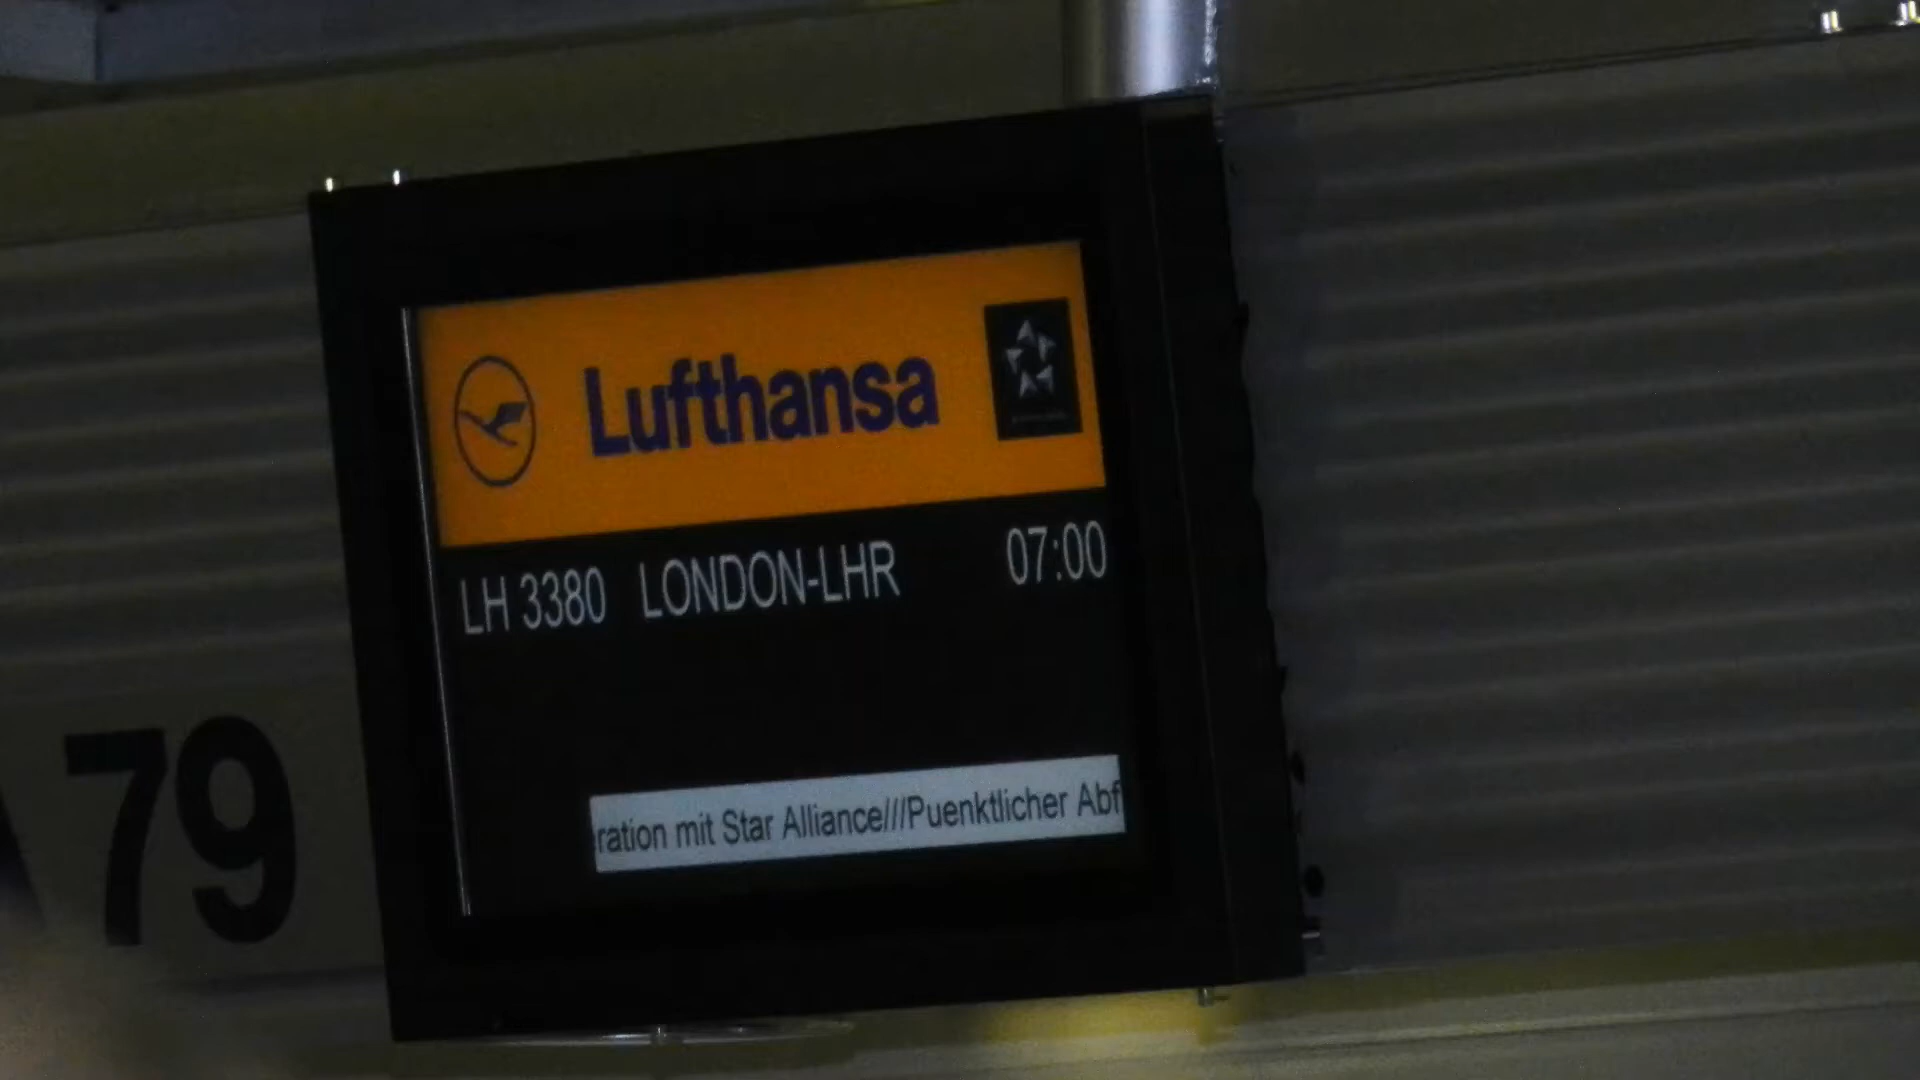 Lufthansa
LH 3380 LONDON-LHR 07:00
ration mit Star Alliance///Puenktlicher Abf
79